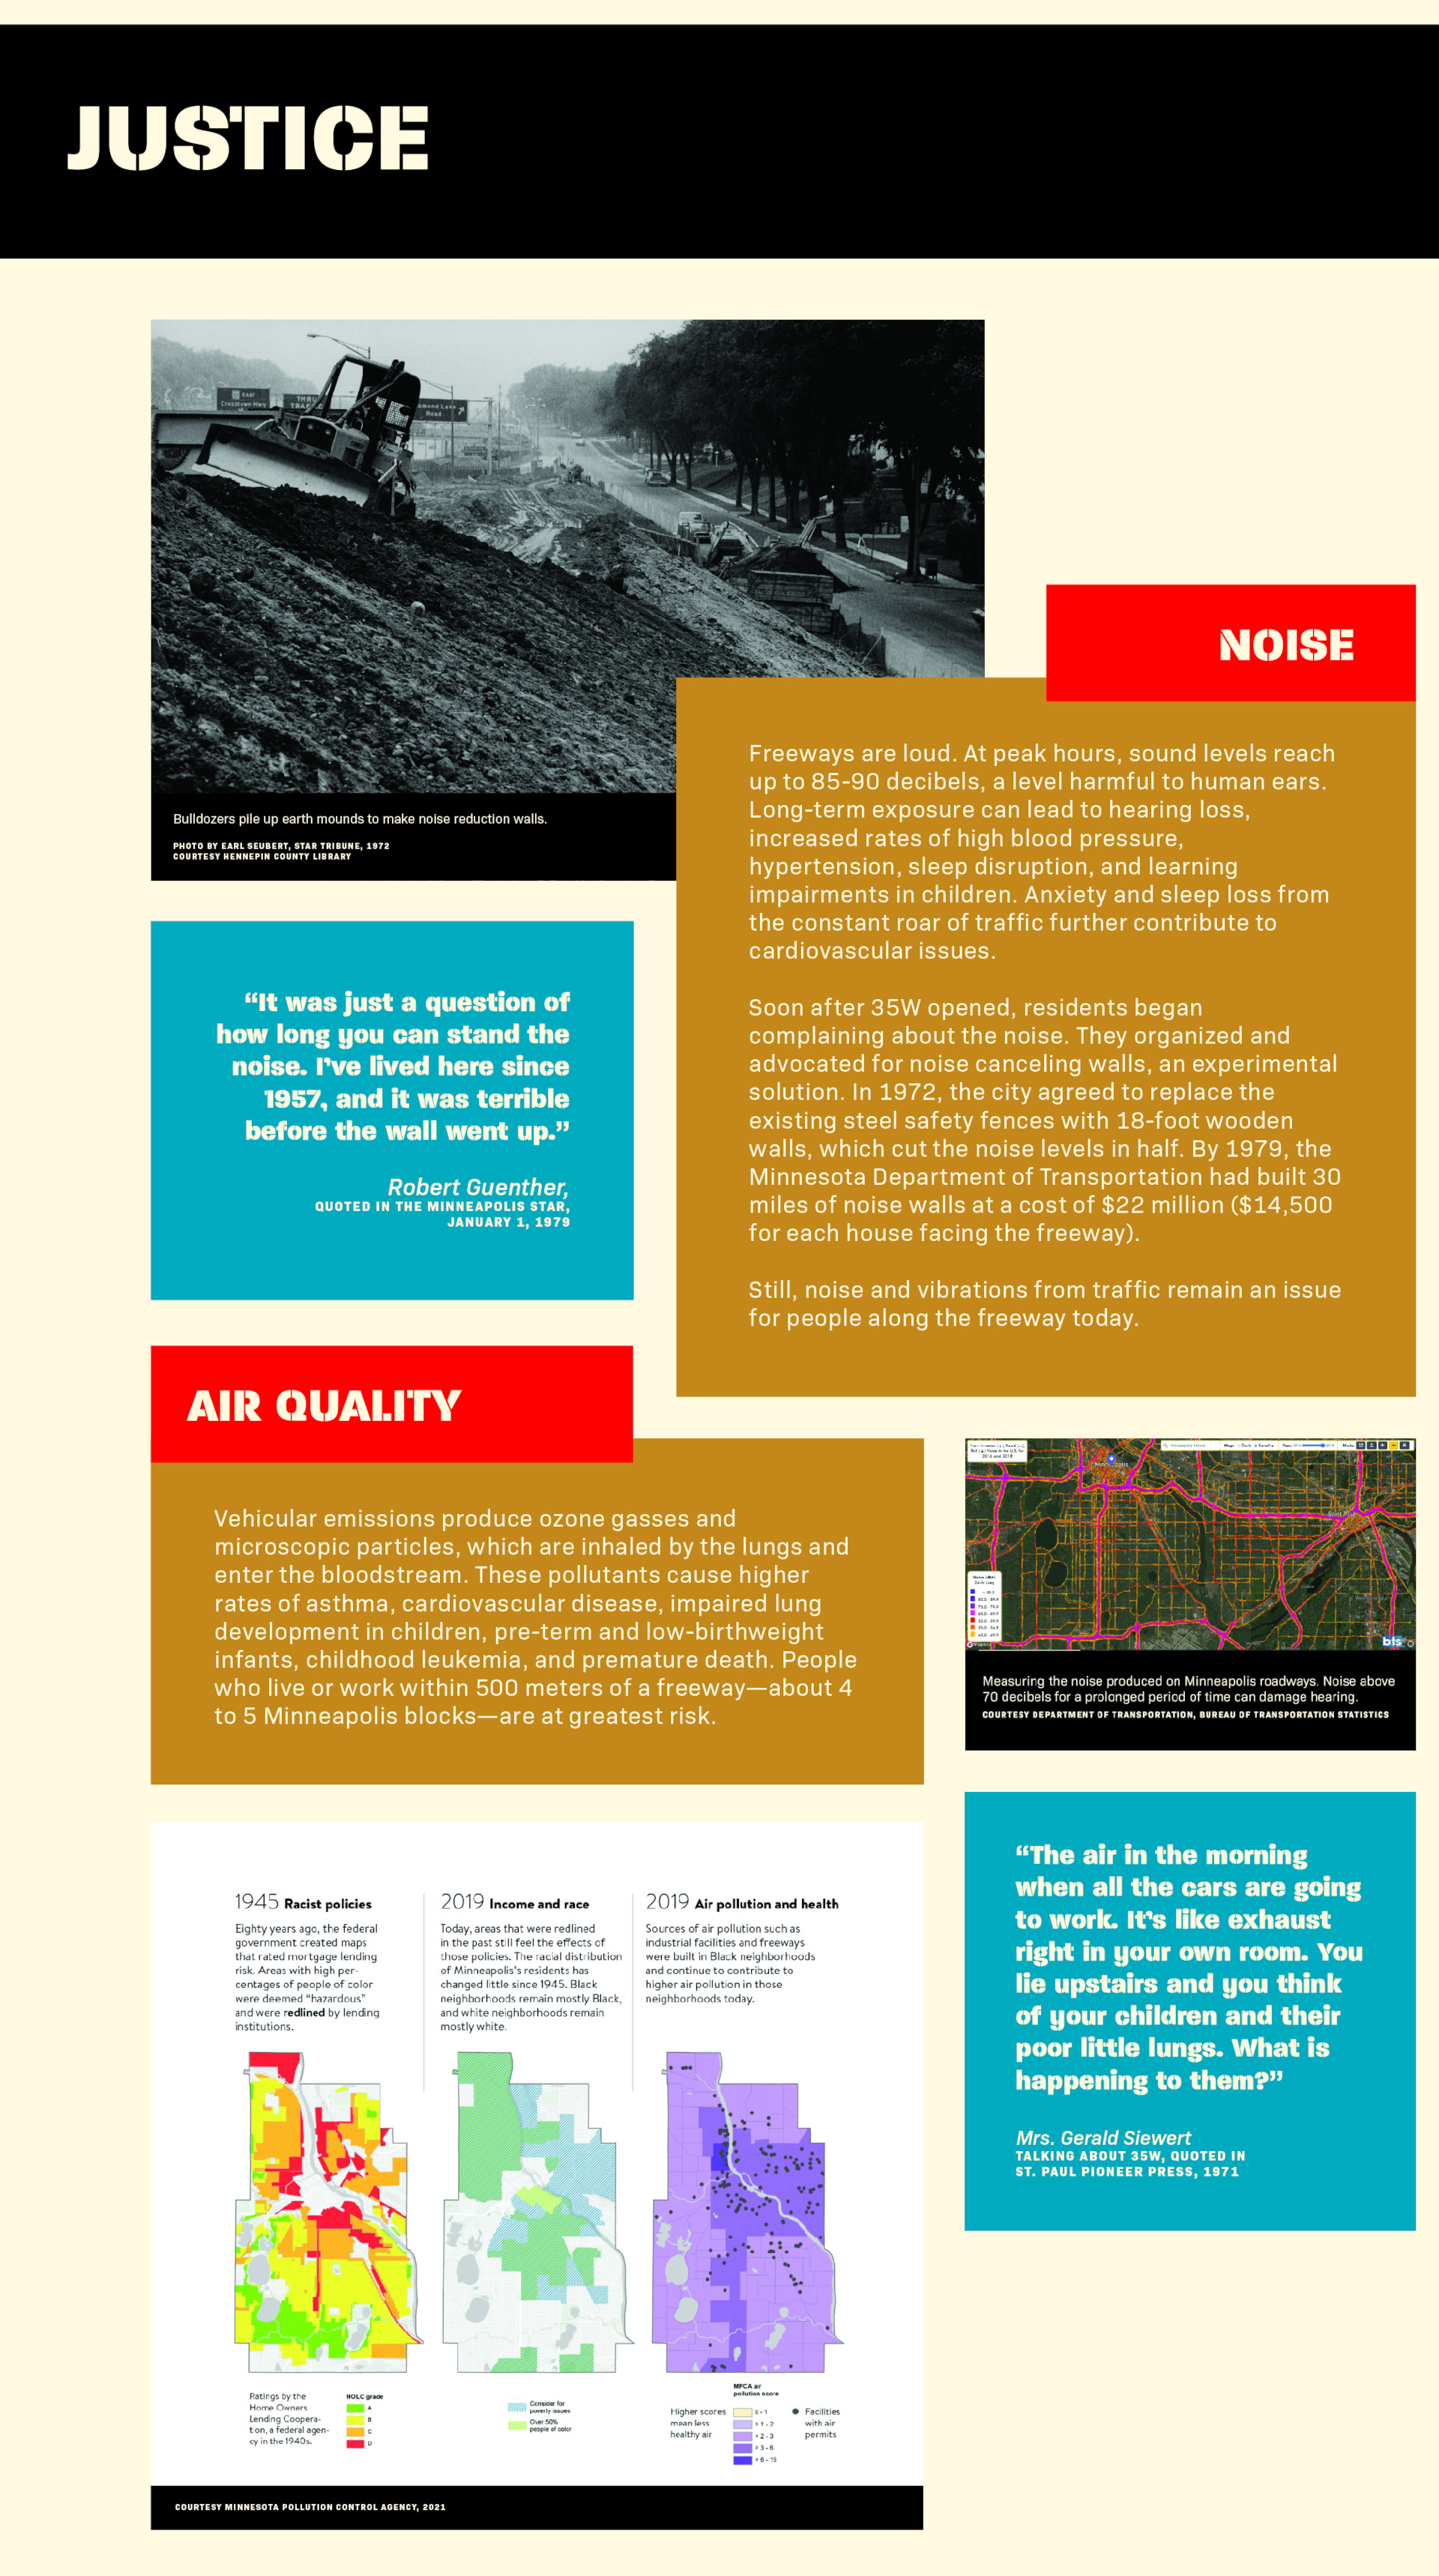 JUSTICE
EAST
Crosstown Hwy
THRU
TRAFFIC
Diamond Lake
Road
Bulldozers pile up earth mounds to make noise reduction walls.
PHOTO BY EARL SEUBERT, STAR TRIBUNE, 1972
COURTESY HENNEPIN COUNTY LIBRARY
NOISE
Freeways are loud. At peak hours, sound levels reach
up to 85-90 decibels, a level harmful to human ears.
Long-term exposure can lead to hearing loss,
increased rates of high blood pressure,
hypertension, sleep disruption, and learning
impairments in children. Anxiety and sleep loss from
the constant roar of traffic further contribute to
cardiovascular issues.
Soon after 35W opened, residents began
complaining about the noise. They organized and
advocated for noise canceling walls, an experimental
solution. In 1972, the city agreed to replace the
existing steel safety fences with 18-foot wooden
walls, which cut the noise levels in half. By 1979, the
Minnesota Department of Transportation had built 30
miles of noise walls at a cost of $22 million ($14,500
for each house facing the freeway).
Still, noise and vibrations from traffic remain an issue
for people along the freeway today.
“It was just a question of
how long you can stand the
noise. I’ve lived here since
1957, and it was terrible
before the wall went up.”
Robert Guenther,
QUOTED IN THE MINNEAPOLIS STAR,
JANUARY 1, 1979
AIR QUALITY
Vehicular emissions produce ozone gasses and
microscopic particles, which are inhaled by the lungs and
enter the bloodstream. These pollutants cause higher
rates of asthma, cardiovascular disease, impaired lung
development in children, pre-term and low-birthweight
infants, childhood leukemia, and premature death. People
who live or work within 500 meters of a freeway—about 4
to 5 Minneapolis blocks—are at greatest risk.
Minneapolis
bts
Measuring the noise produced on Minneapolis roadways. Noise above
70 decibels for a prolonged period of time can damage hearing.
COURTESY DEPARTMENT OF TRANSPORTATION, BUREAU OF TRANSPORTATION STATISTICS
“The air in the morning
when all the cars are going
to work. It’s like exhaust
right in your own room. You
lie upstairs and you think
of your children and their
poor little lungs. What is
happening to them?”
Mrs. Gerald Siewert
TALKING ABOUT 35W, QUOTED IN
ST. PAUL PIONEER PRESS, 1971
1945 Racist policies
Eighty years ago, the federal
government created maps
that rated mortgage lending
risk. Areas with high per-
centages of people of color
were deemed “hazardous”
and were redlined by lending
institutions.
2019 Income and race
Today, areas that were redlined
in the past still feel the effects of
those policies. The racial distribution
of Minneapolis’s residents has
changed little since 1945. Black
neighborhoods remain mostly Black,
and white neighborhoods remain
mostly white.
2019 Air pollution and health
Sources of air pollution such as
industrial facilities and freeways
were built in Black neighborhoods
and continue to contribute to
higher air pollution in those
neighborhoods today.
Ratings by the
Home Owners
Lending Coopera-
tion, a federal agen-
cy in the 1940s.
HOLC grade
A
B
C
D
Consider for
poverty issues
Over 50%
people of color
Higher scores
mean less
healthy air
MPCA air
pollution score
0 - 1
> 1 - 2
> 2 - 3
> 3 - 6
> 6 - 15
Facilities
with air
permits
COURTESY MINNESOTA POLLUTION CONTROL AGENCY, 2021